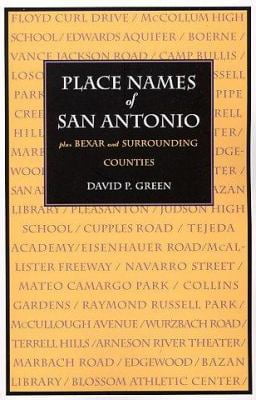 FLOYD CURL DRIVE / McCOLLUM HIGH
SCHOOL / EDWARDS AQUIFER / BOERNE /
VANCE JACKSON ROAD / CAMP BULLIS
PLACE NAMES
of
SAN ANTONIO
plus BEXAR and SURROUNDING
COUNTIES
DAVID P. GREEN
LIBRARY / PLEASANTON / JUDSON HIGH
SCHOOL / CUPPLES ROAD / TEJEDA
ACADEMY/EISENHAUER ROAD/McAL-
LISTER FREEWAY / NAVARRO STREET
/ MATEO CAMARGO PARK / COLLINS
GARDENS / RAYMOND RUSSELL PARK/
McCULLOUGH AVENUE/WURZBACH ROAD/
TERRELL HILLS/ARNESON RIVER THEATER/
MARBACH ROAD / EDGEWOOD / BAZAN
LIBRARY / BLOSSOM ATHLETIC CENTER/